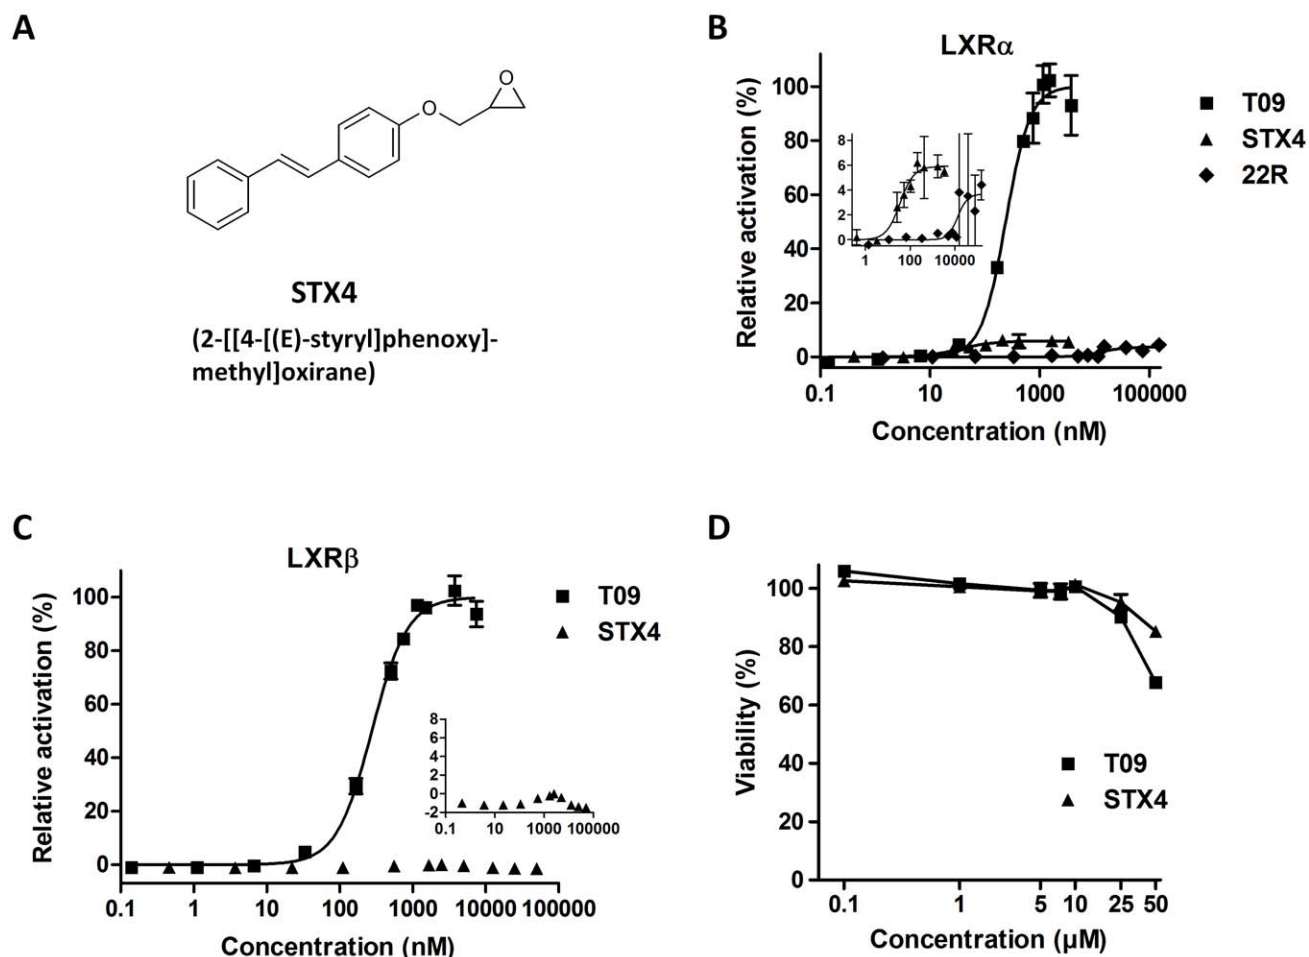 A
O
O
STX4
(2-[[4-[(E)-styryl]phenoxy]-
methyl]oxirane)
B
LXRα
Relative activation (%)
100
80
60
40
20
0
0.1
10
1000
100000
Concentration (nM)
8
6
4
2
0
1
100
10000
T09
STX4
22R
C
LXRβ
Relative activation (%)
100
80
60
40
20
0
0.1
1
10
100
1000
10000
100000
Concentration (nM)
8
6
4
2
0
-2
0.1
10
1000
100000
T09
STX4
D
Viability (%)
100
80
60
40
20
0
0.1
1
5
10
25
50
Concentration (µM)
T09
STX4